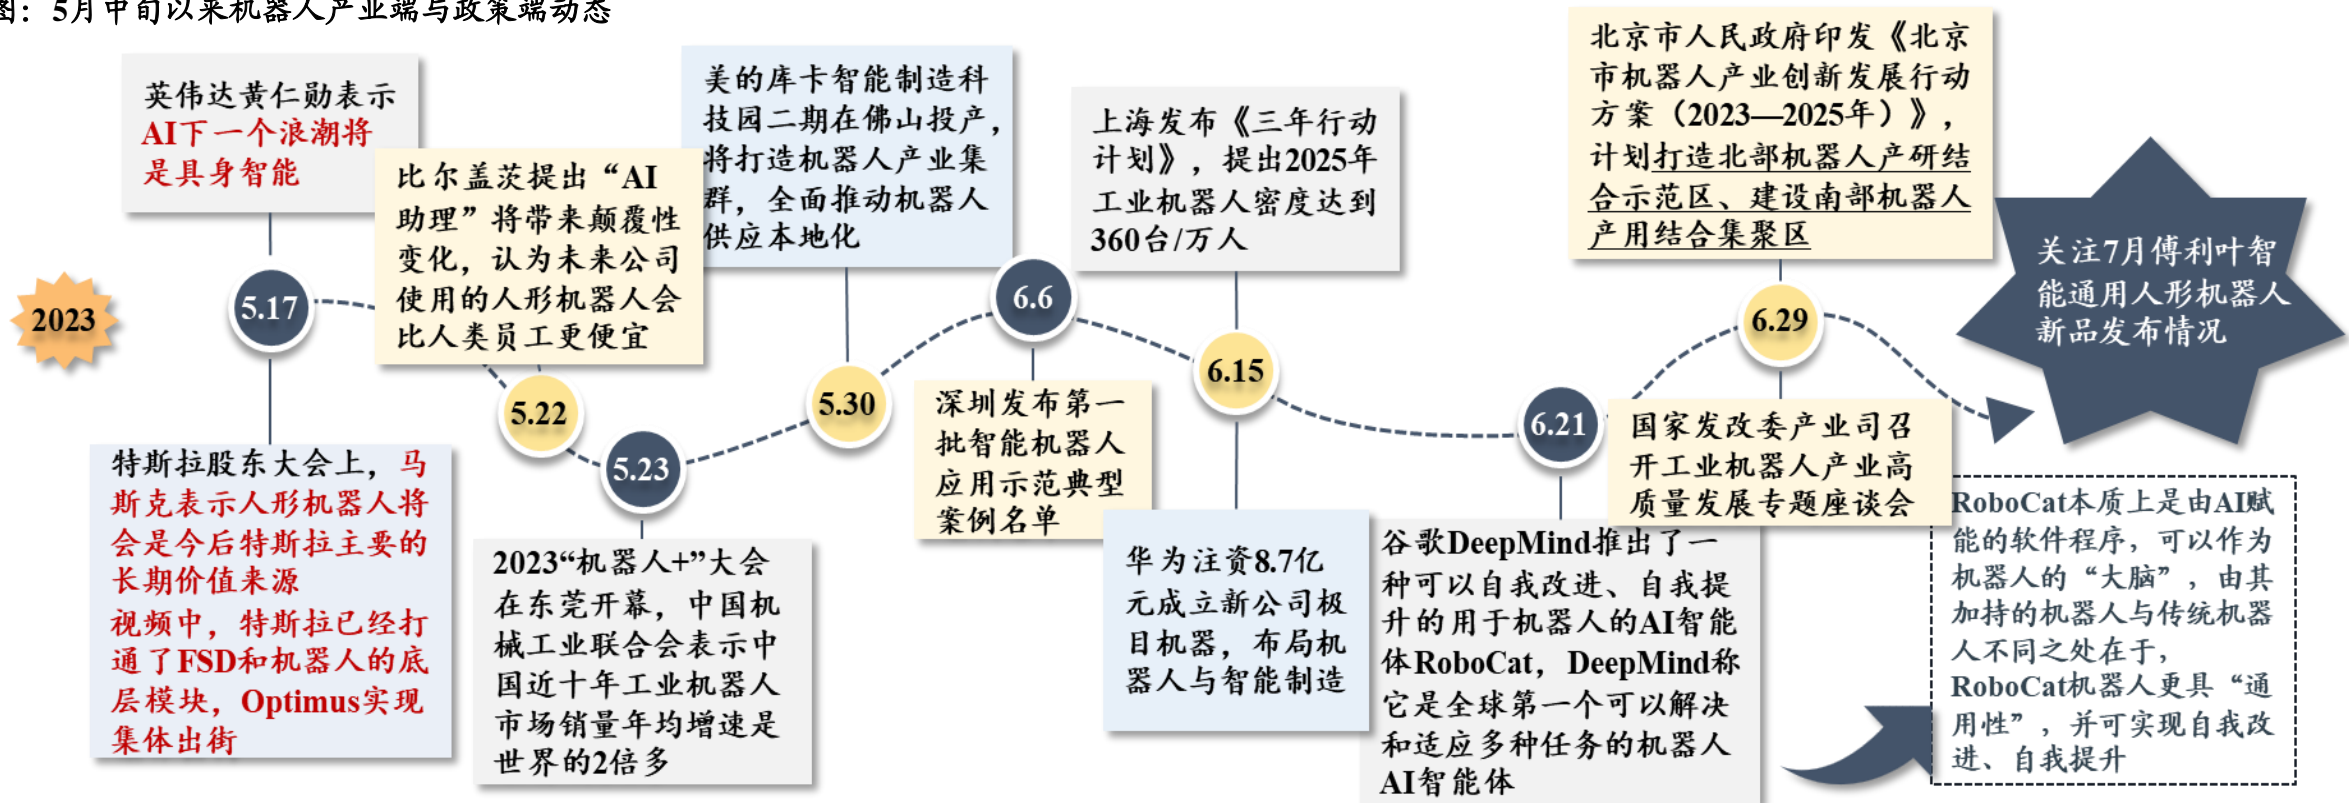 图：5月中旬以来机器人产业端与政策端动态
2023
5.17
英伟达黄仁勋表示
AI下一个浪潮将
是具身智能
特斯拉股东大会上，马
斯克表示人形机器人将
会是今后特斯拉主要的
长期价值来源
视频中，特斯拉已经打
通了FSD和机器人的底
层模块，Optimus实现
集体出街
比尔盖茨提出“AI
助理”将带来颠覆性
变化，认为未来公司
使用的人形机器人会
比人类员工更便宜
5.22
5.23
2023“机器人+”大会
在东莞开幕，中国机
械工业联合会表示中
国近十年工业机器人
市场销量年均增速是
世界的2倍多
美的库卡智能制造科
技园二期在佛山投产，
将打造机器人产业集
群，全面推动机器人
供应本地化
5.30
6.6
深圳发布第一
批智能机器人
应用示范典型
案例名单
上海发布《三年行动
计划》，提出2025年
工业机器人密度达到
360台/万人
6.15
华为注资8.7亿
元成立新公司极
目机器，布局机
器人与智能制造
6.21
谷歌DeepMind推出了一
种可以自我改进、自我提
升的用于机器人的AI智能
体RoboCat，DeepMind称
它是全球第一个可以解决
和适应多种任务的机器人
AI智能体
北京市人民政府印发《北京
市机器人产业创新发展行动
方案（2023—2025年）》，
计划打造北部机器人产研结
合示范区、建设南部机器人
产用结合集聚区
6.29
国家发改委产业司召
开工业机器人产业高
质量发展专题座谈会
关注7月傅利叶智
能通用人形机器人
新品发布情况
RoboCat本质上是由AI赋
能的软件程序，可以作为
机器人的“大脑”，由其
加持的机器人与传统机器
人不同之处在于，
RoboCat机器人更具“通
用性”，并可实现自我改
进、自我提升